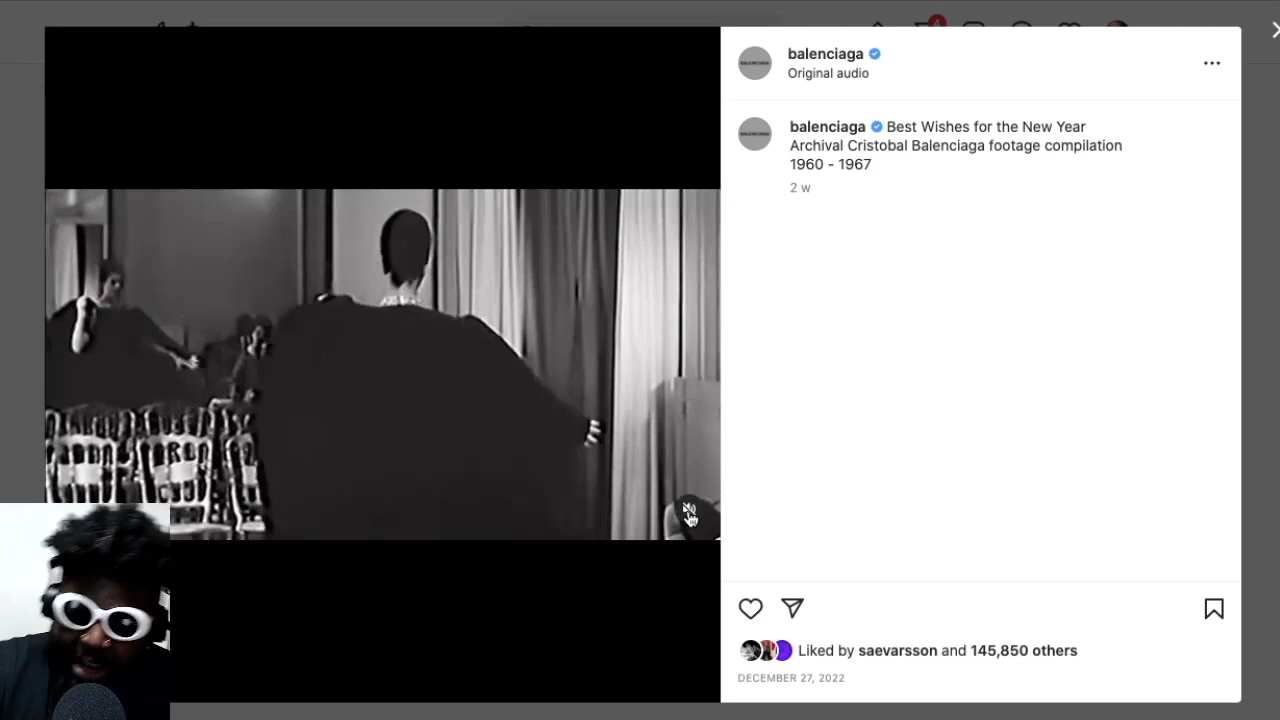 4
balenciaga
Original audio
balenciaga Best Wishes for the New Year
Archival Cristobal Balenciaga footage compilation
1960 - 1967
2 w
Liked by saevarsson and 145,850 others
DECEMBER 27, 2022